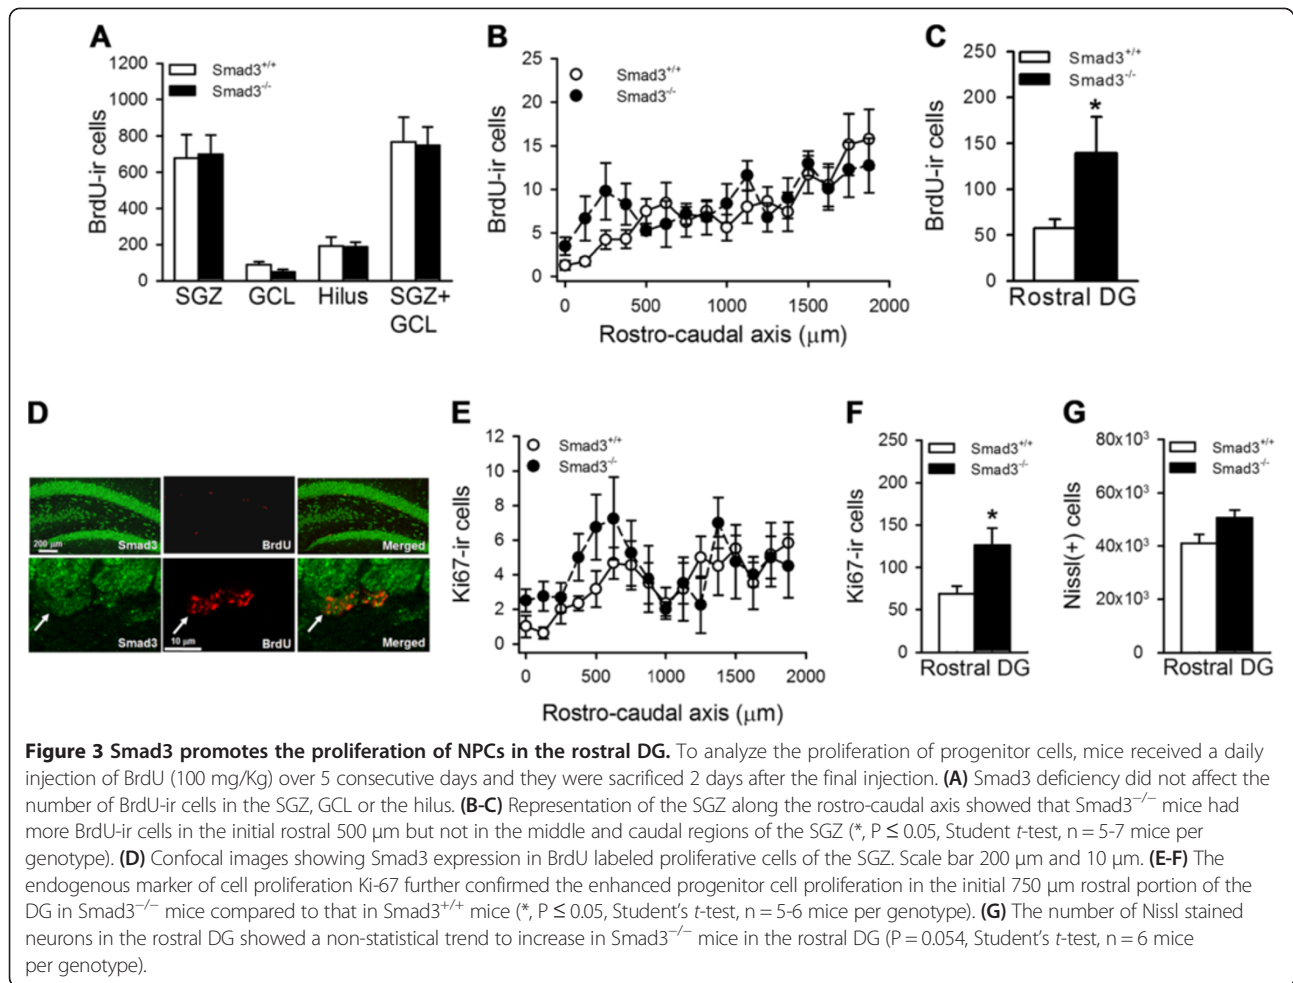 A
1200
1000
800
600
400
200
0
BrdU-ir cells
Smad3+/+
Smad3-/-
SGZ GCL Hilus SGZ+
GCL
B
25
20
15
10
5
0
BrdU-ir cells
Smad3+/+
Smad3-/-
0 500 1000 1500 2000
Rostro-caudal axis (μm)
C
250
200
150
100
50
0
BrdU-ir cells
Smad3+/+
Smad3-/-
*
Rostral DG
D
200 μm
Smad3
BrdU
Merged
Smad3
10 μm
BrdU
Merged
E
12
10
8
6
4
2
0
Ki67-ir cells
Smad3+/+
Smad3-/-
0 500 1000 1500 2000
Rostro-caudal axis (μm)
F
250
200
150
100
50
0
Ki67-ir cells
Smad3+/+
Smad3-/-
*
Rostral DG
G
80x10³
60x10³
40x10³
20x10³
0
Nissl(+) cells
Smad3+/+
Smad3-/-
Rostral DG
Figure 3 Smad3 promotes the proliferation of NPCs in the rostral DG. To analyze the proliferation of progenitor cells, mice received a daily
injection of BrdU (100 mg/Kg) over 5 consecutive days and they were sacrificed 2 days after the final injection. (A) Smad3 deficiency did not affect the
number of BrdU-ir cells in the SGZ, GCL or the hilus. (B-C) Representation of the SGZ along the rostro-caudal axis showed that Smad3−/− mice had
more BrdU-ir cells in the initial rostral 500 μm but not in the middle and caudal regions of the SGZ (*, P ≤ 0.05, Student t-test, n = 5-7 mice per
genotype). (D) Confocal images showing Smad3 expression in BrdU labeled proliferative cells of the SGZ. Scale bar 200 μm and 10 μm. (E-F) The
endogenous marker of cell proliferation Ki-67 further confirmed the enhanced progenitor cell proliferation in the initial 750 μm rostral portion of the
DG in Smad3−/− mice compared to that in Smad3+/+ mice (*, P ≤ 0.05, Student's t-test, n = 5-6 mice per genotype). (G) The number of Nissl stained
neurons in the rostral DG showed a non-statistical trend to increase in Smad3−/− mice in the rostral DG (P = 0.054, Student's t-test, n = 6 mice
per genotype).